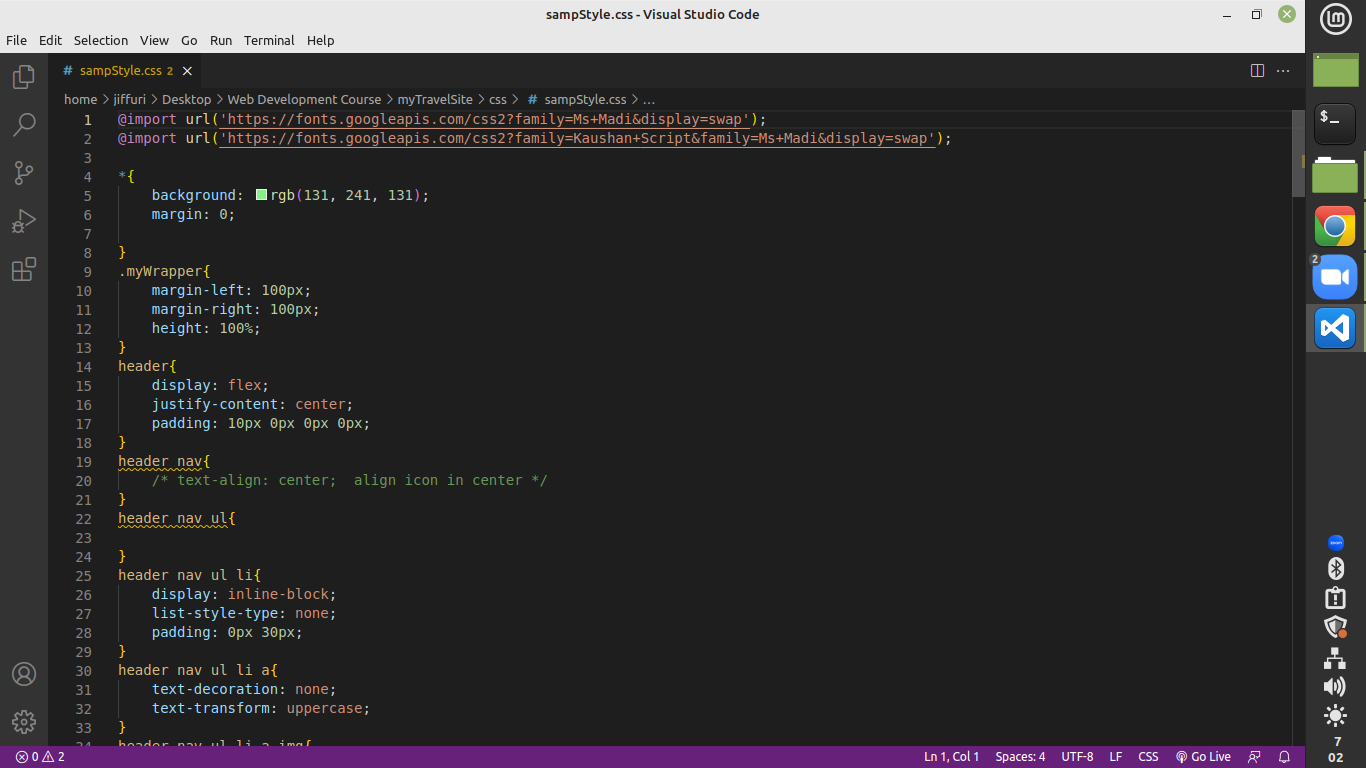 sampStyle.css - Visual Studio Code
File Edit Selection View Go Run Terminal Help
# sampStyle.css 2
home > jiffuri > Desktop > Web Development Course > myTravelSite > css > # sampStyle.css > ...
1 @import url('https://fonts.googleapis.com/css2?family=Ms+Madi&display=swap');
2 @import url('https://fonts.googleapis.com/css2?family=Kaushan+Script&family=Ms+Madi&display=swap');
3
4 *{
5 background: rgb(131, 241, 131);
6 margin: 0;
7
8 }
9 .myWrapper{
10 margin-left: 100px;
11 margin-right: 100px;
12 height: 100%;
13 }
14 header{
15 display: flex;
16 justify-content: center;
17 padding: 10px 0px 0px 0px;
18 }
19 header nav{
20 /* text-align: center;  align icon in center */
21 }
22 header nav ul{
23
24 }
25 header nav ul li{
26 display: inline-block;
27 list-style-type: none;
28 padding: 0px 30px;
29 }
30 header nav ul li a{
31 text-decoration: none;
32 text-transform: uppercase;
33 }
34 header nav ul li a img{
0 2
Ln 1, Col 1 Spaces: 4 UTF-8 LF CSS Go Live
$_
2
7
02